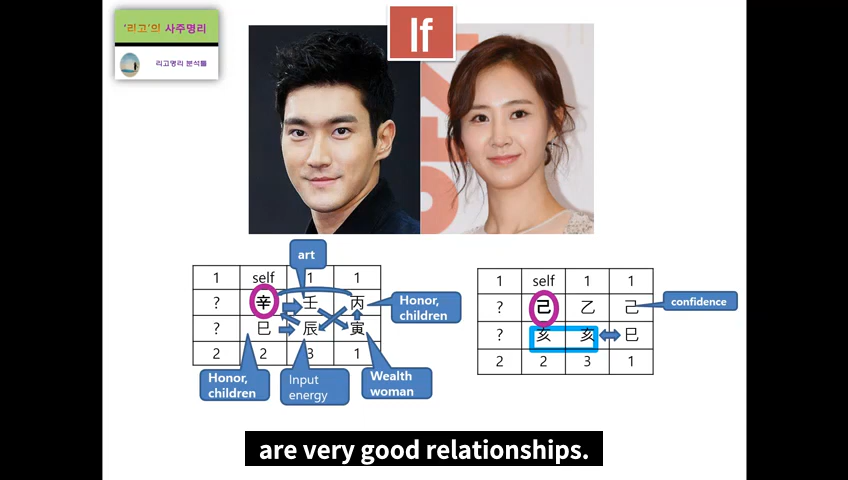 '리고'의 사주명리
리고명리 분석틀
If
art
1 self 1 1
? 辛 壬 丙
? 巳 辰 寅
2 2 3 1
Honor,
children
Honor,
children
Input
energy
Wealth
woman
1 self 1 1
? 己 乙 己
? 亥 亥 巳
2 2 3 1
confidence
are very good relationships.